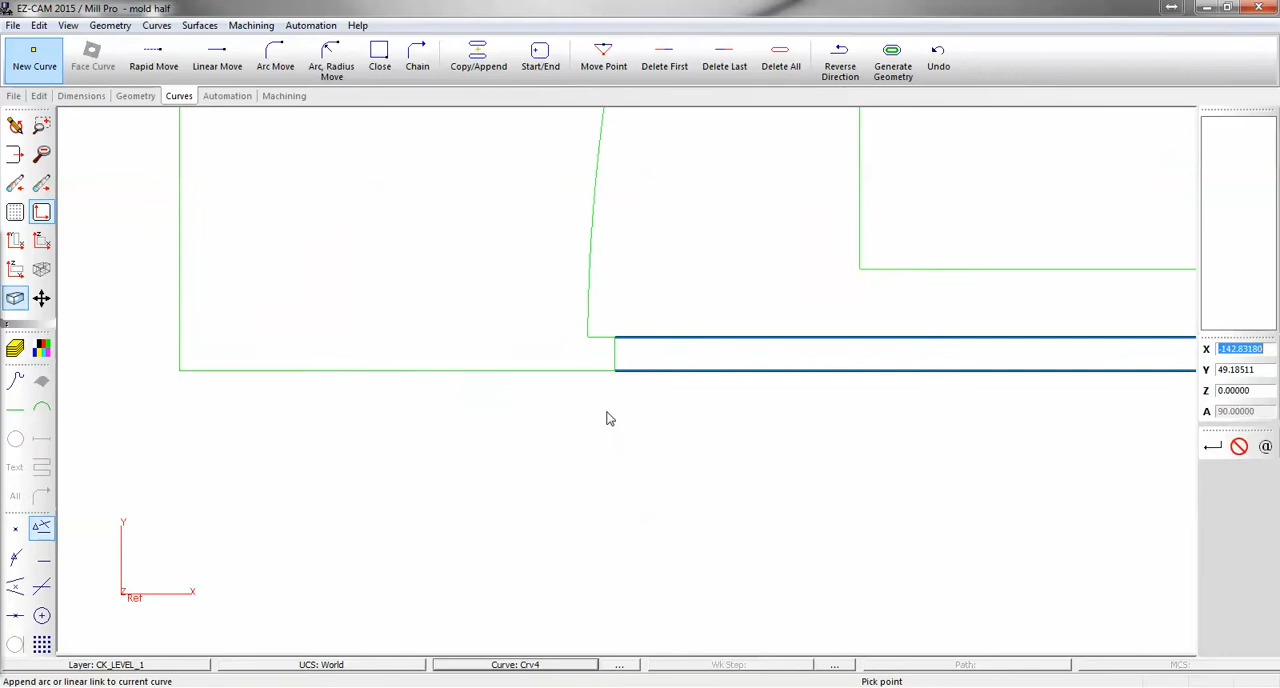 EZ-CAM 2015 / Mill Pro - mold half
File Edit View Geometry Curves Surfaces Machining Automation Help
New Curve Face Curve Rapid Move Linear Move Arc Move Arc, Radius Move Close Chain Copy/Append Start/End Move Point Delete First Delete Last Delete All Reverse Direction Generate Geometry Undo
File Edit Dimensions Geometry Curves Automation Machining
X -142.83180
Y 49.18511
Z 0.00000
A 90.00000
@
Text
All
Y
Z X
Ref
Layer: CK_LEVEL_1 UCS: World Curve: Crv4 ... Wk Step: ... Path: MCS:
Append arc or linear link to current curve Pick point